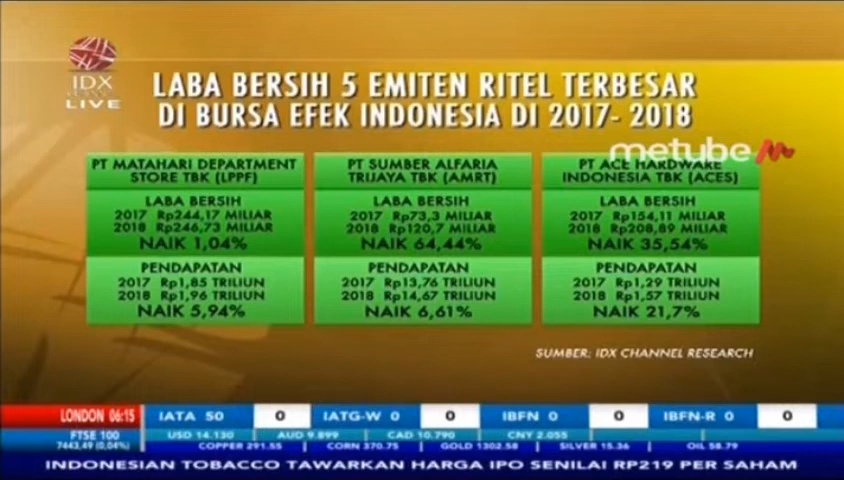 IDX
LIVE
LABA BERSIH 5 EMITEN RITEL TERBESAR
DI BURSA EFEK INDONESIA DI 2017- 2018
metube
PT MATAHARI DEPARTMENT
STORE TBK (LPPF)
LABA BERSIH
2017 Rp244,17 MILIAR
2018 Rp246,73 MILIAR
NAIK 1,04%
PENDAPATAN
2017 Rp1,85 TRILIUN
2018 Rp1,96 TRILIUN
NAIK 5,94%
PT SUMBER ALFARIA
TRIJAYA TBK (AMRT)
LABA BERSIH
2017 Rp73,3 MILIAR
2018 Rp120,7 MILIAR
NAIK 64,44%
PENDAPATAN
2017 Rp13,76 TRILIUN
2018 Rp14,67 TRILIUN
NAIK 6,61%
PT ACE HARDWARE
INDONESIA TBK (ACES)
LABA BERSIH
2017 Rp154,11 MILIAR
2018 Rp208,89 MILIAR
NAIK 35,54%
PENDAPATAN
2017 Rp1,29 TRILIUN
2018 Rp1,57 TRILIUN
NAIK 21,7%
SUMBER: IDX CHANNEL RESEARCH
LONDON 06:15 IATA 50 0 IATG-W 0 0 IBFN 0 0 IBFN-R 0 0
FTSE 100 USD 14.130 AUD 9.899 CAD 10.790 CNY 2.055
7443,49 (0,04%) COPPER 291.55 CORN 370.75 GOLD 1302.58 SILVER 15.36 OIL 58.79
INDONESIAN TOBACCO TAWARKAN HARGA IPO SENILAI RP219 PER SAHAM